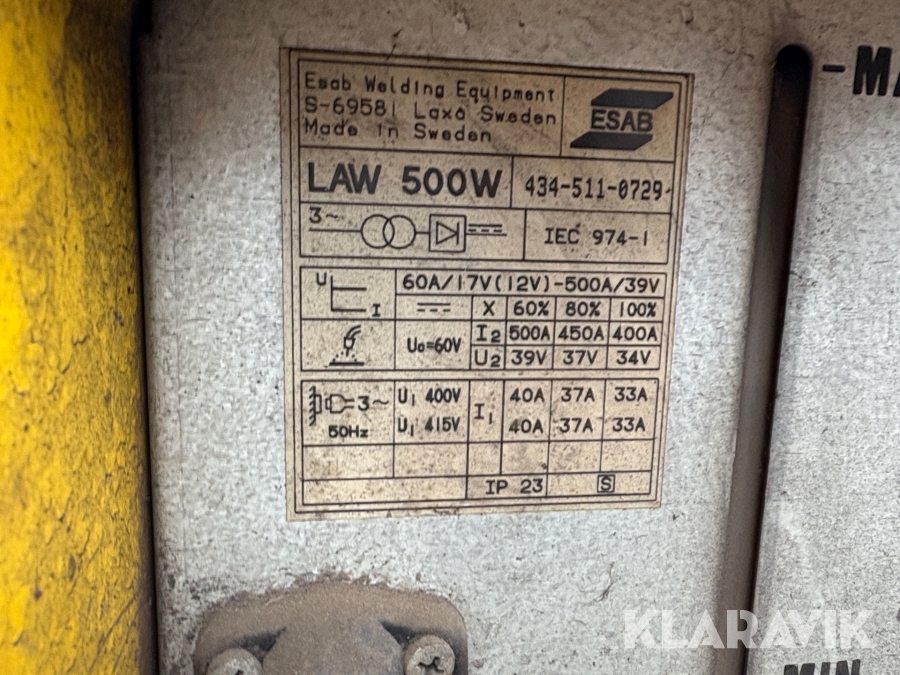 Esab Welding Equipment
S-69581 Laxå Sweden
Made in Sweden
ESAB
LAW 500W 434-511-0729
3~ IEC 974-1
U I 60A/17V(12V)-500A/39V
X 60% 80% 100%
U₀=60V I₂ 500A 450A 400A
U₂ 39V 37V 34V
3~ 50Hz U₁ 400V I₁ 40A 37A 33A
U₁ 415V 40A 37A 33A
IP 23 S
-MA
MIN
KLARAVIK